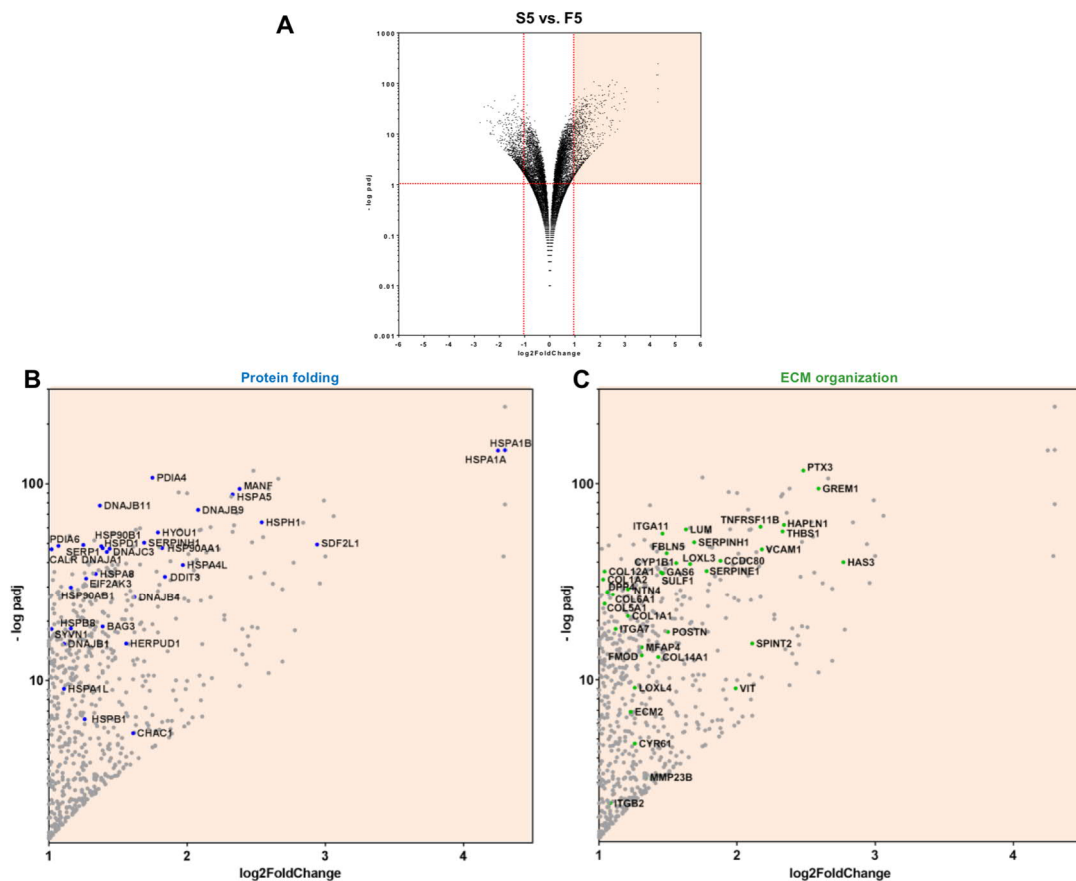 A
S5 vs. F5
1000
100
10
1
0.1
0.01
0.001
- log padj
-6 -5 -4 -3 -2 -1 0 1 2 3 4 5 6
log2FoldChange
B
Protein folding
100
10
- log padj
HSPA1B
HSPA1A
PDIA4
MANF
HSPA5
DNAJB11
DNAJB9
HSPH1
HYOU1
HSP90B1
PDIA6
HSPD1
SERPINH1
SDF2L1
SERP1
DNAJC3
HSP90AA1
CALR
DNAJA1
HSPA4L
HSPA8
DDIT3
EIF2AK3
HSP90AB1
DNAJB4
HSPB8
BAG3
SYVN1
DNAJB1
HERPUD1
HSPA1L
HSPB1
CHAC1
1 2 3 4
log2FoldChange
C
ECM organization
100
10
- log padj
PTX3
GREM1
TNFRSF11B
HAPLN1
ITGA11
LUM
THBS1
SERPINH1
FBLN5
VCAM1
CYP1B1
LOXL3
CCDC80
HAS3
COL12A1
GAS6
SERPINE1
COL1A2
SULF1
DPP4
NTN4
COL6A1
COL5A1
COL1A1
ITGA7
POSTN
MFAP4
SPINT2
FMOD
COL14A1
LOXL4
VIT
ECM2
CYR61
MMP23B
ITGB2
1 2 3 4
log2FoldChange